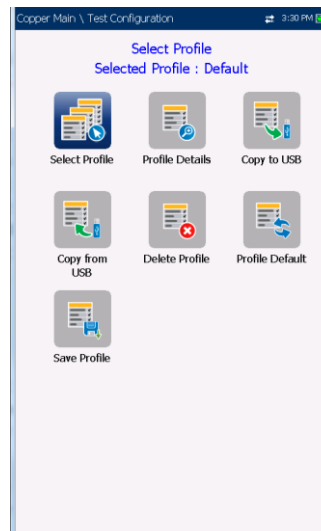 Copper Main \ Test Configuration 3:30 PM
Select Profile
Selected Profile : Default
Select Profile Profile Details Copy to USB
Copy from USB Delete Profile Profile Default
Save Profile